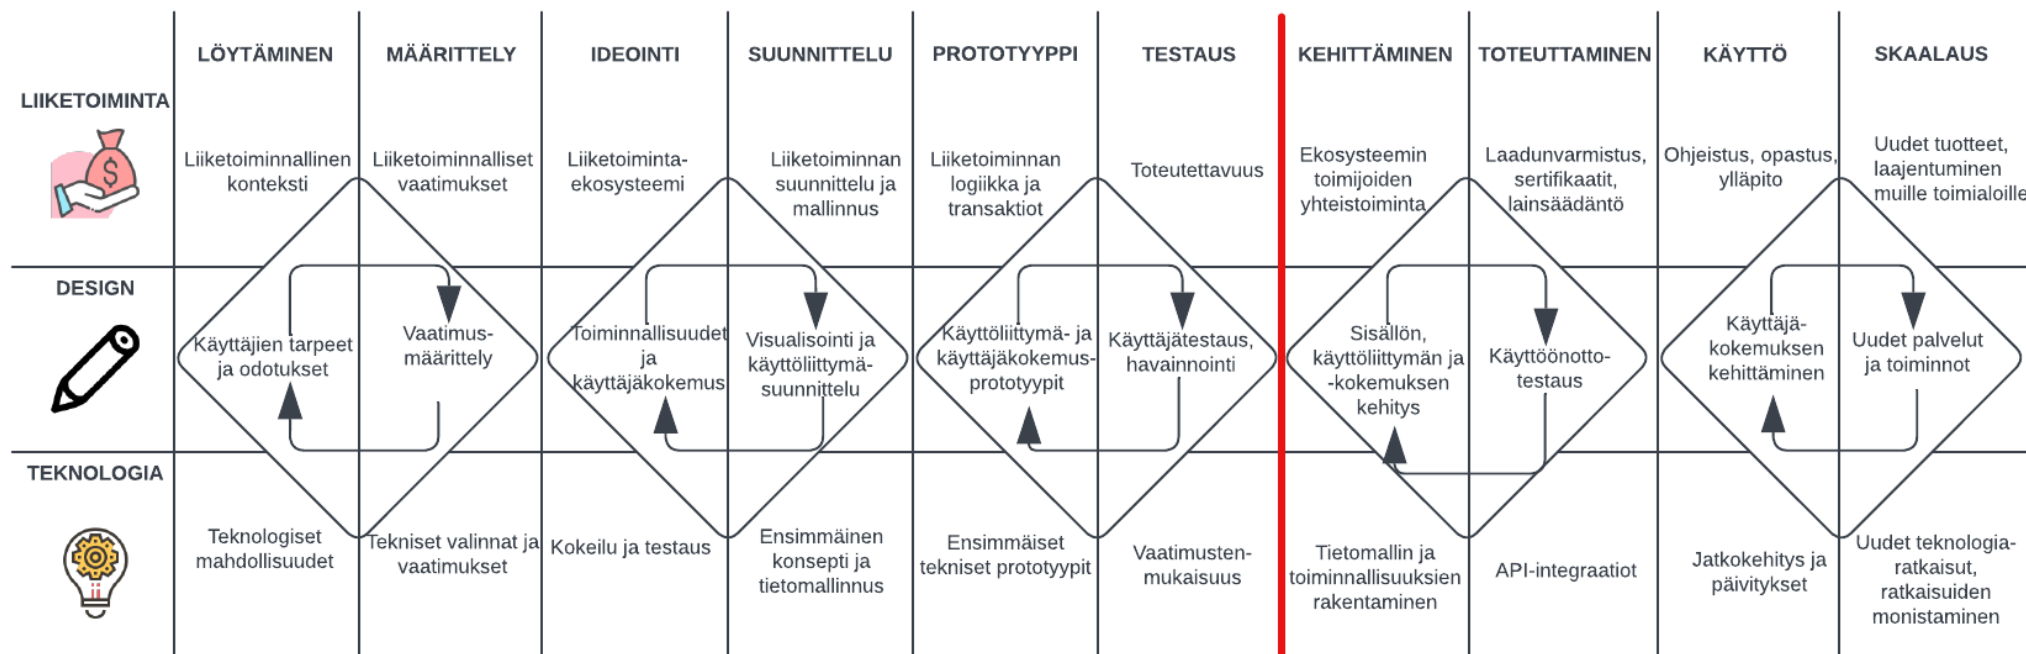 LÖYTÄMINEN
MÄÄRITTELY
IDEOINTI
SUUNNITTELU
PROTOTYYPPI
TESTAUS
KEHITTÄMINEN
TOTEUTTAMINEN
KÄYTTÖ
SKAALAUS
LIIKETOIMINTA
$
Liiketoiminnallinen
konteksti
Liiketoiminnalliset
vaatimukset
Liiketoiminta-
ekosysteemi
Liiketoiminnan
suunnittelu ja
mallinnus
Liiketoiminnan
logiikka ja
transaktiot
Toteutettavuus
Ekosysteemin
toimijoiden
yhteistoiminta
Laadunvarmistus,
sertifikaatit,
lainsäädäntö
Ohjeistus, opastus,
ylläpito
Uudet tuotteet,
laajentuminen
muille toimialoille
DESIGN
Käyttäjien tarpeet
ja odotukset
Vaatimus-
määrittely
Toiminnallisuudet
ja
käyttäjäkokemus
Visualisointi ja
käyttöliittymä-
suunnittelu
Käyttöliittymä- ja
käyttäjäkokemus-
prototyypit
Käyttäjätestaus,
havainnointi
Sisällön,
käyttöliittymän ja
-kokemuksen
kehitys
Käyttöönotto-
testaus
Käyttäjä-
kokemuksen
kehittäminen
Uudet palvelut
ja toiminnot
TEKNOLOGIA
Teknologiset
mahdollisuudet
Tekniset valinnat ja
vaatimukset
Kokeilu ja testaus
Ensimmäinen
konsepti ja
tietomallinnus
Ensimmäiset
tekniset prototyypit
Vaatimusten-
mukaisuus
Tietomallin ja
toiminnallisuuksien
rakentaminen
API-integraatiot
Jatkokehitys ja
päivitykset
Uudet teknologia-
ratkaisut,
ratkaisuiden
monistaminen